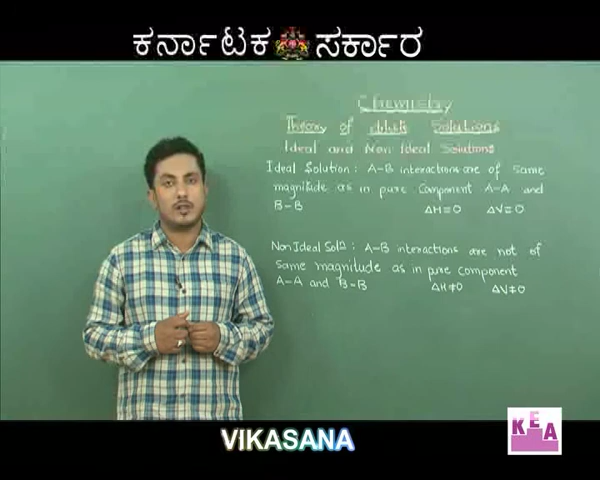 ಕರ್ನಾಟಕ ಸರ್ಕಾರ
Chemistry
Theory of dilute Solutions
Ideal and Non Ideal Solutions
Ideal Solution : A-B interactions are of same
magnitude as in pure component A-A and
B-B ΔH=0 ΔV=0
Non Ideal Solⁿ : A-B interactions are not of
same magnitude as in pure component
A-A and B-B ΔH≠0 ΔV≠0
VIKASANA
KEA